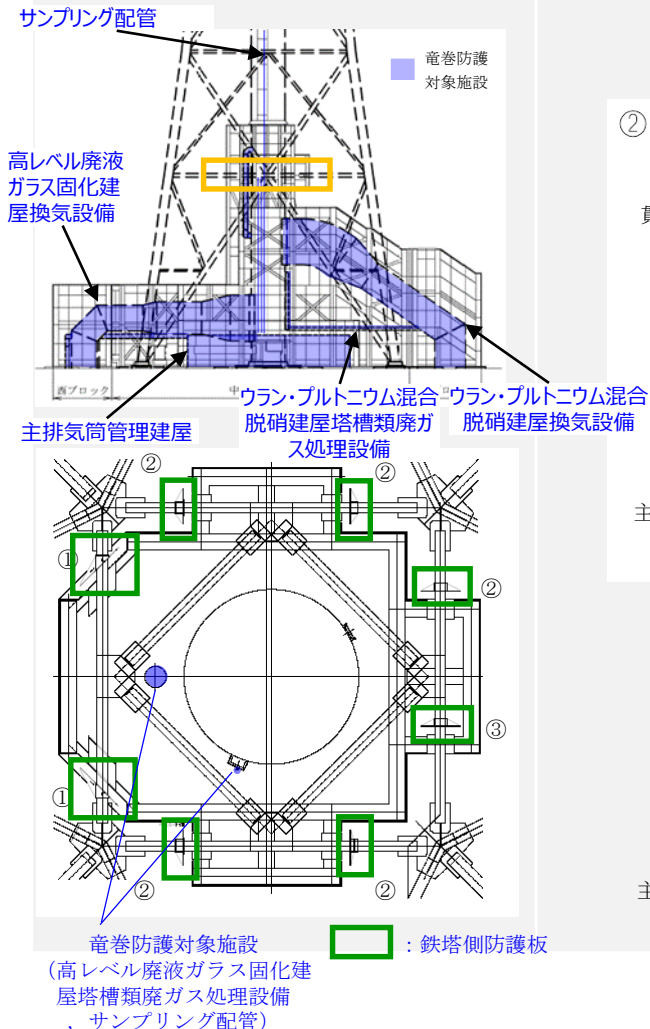 サンプリング配管
竜巻防護
対象施設
②
高レベル廃液
ガラス固化建
屋換気設備
貫
西ブロック
中
ロック
主排気筒管理建屋
ウラン・プルトニウム混合
脱硝建屋塔槽類廃ガ
ス処理設備
ウラン・プルトニウム混合
脱硝建屋換気設備
②
②
主
①
②
③
①
②
②
主
竜巻防護対象施設
(高レベル廃液ガラス固化建
屋塔槽類廃ガス処理設備
,サンプリング配管)
:鉄塔側防護板